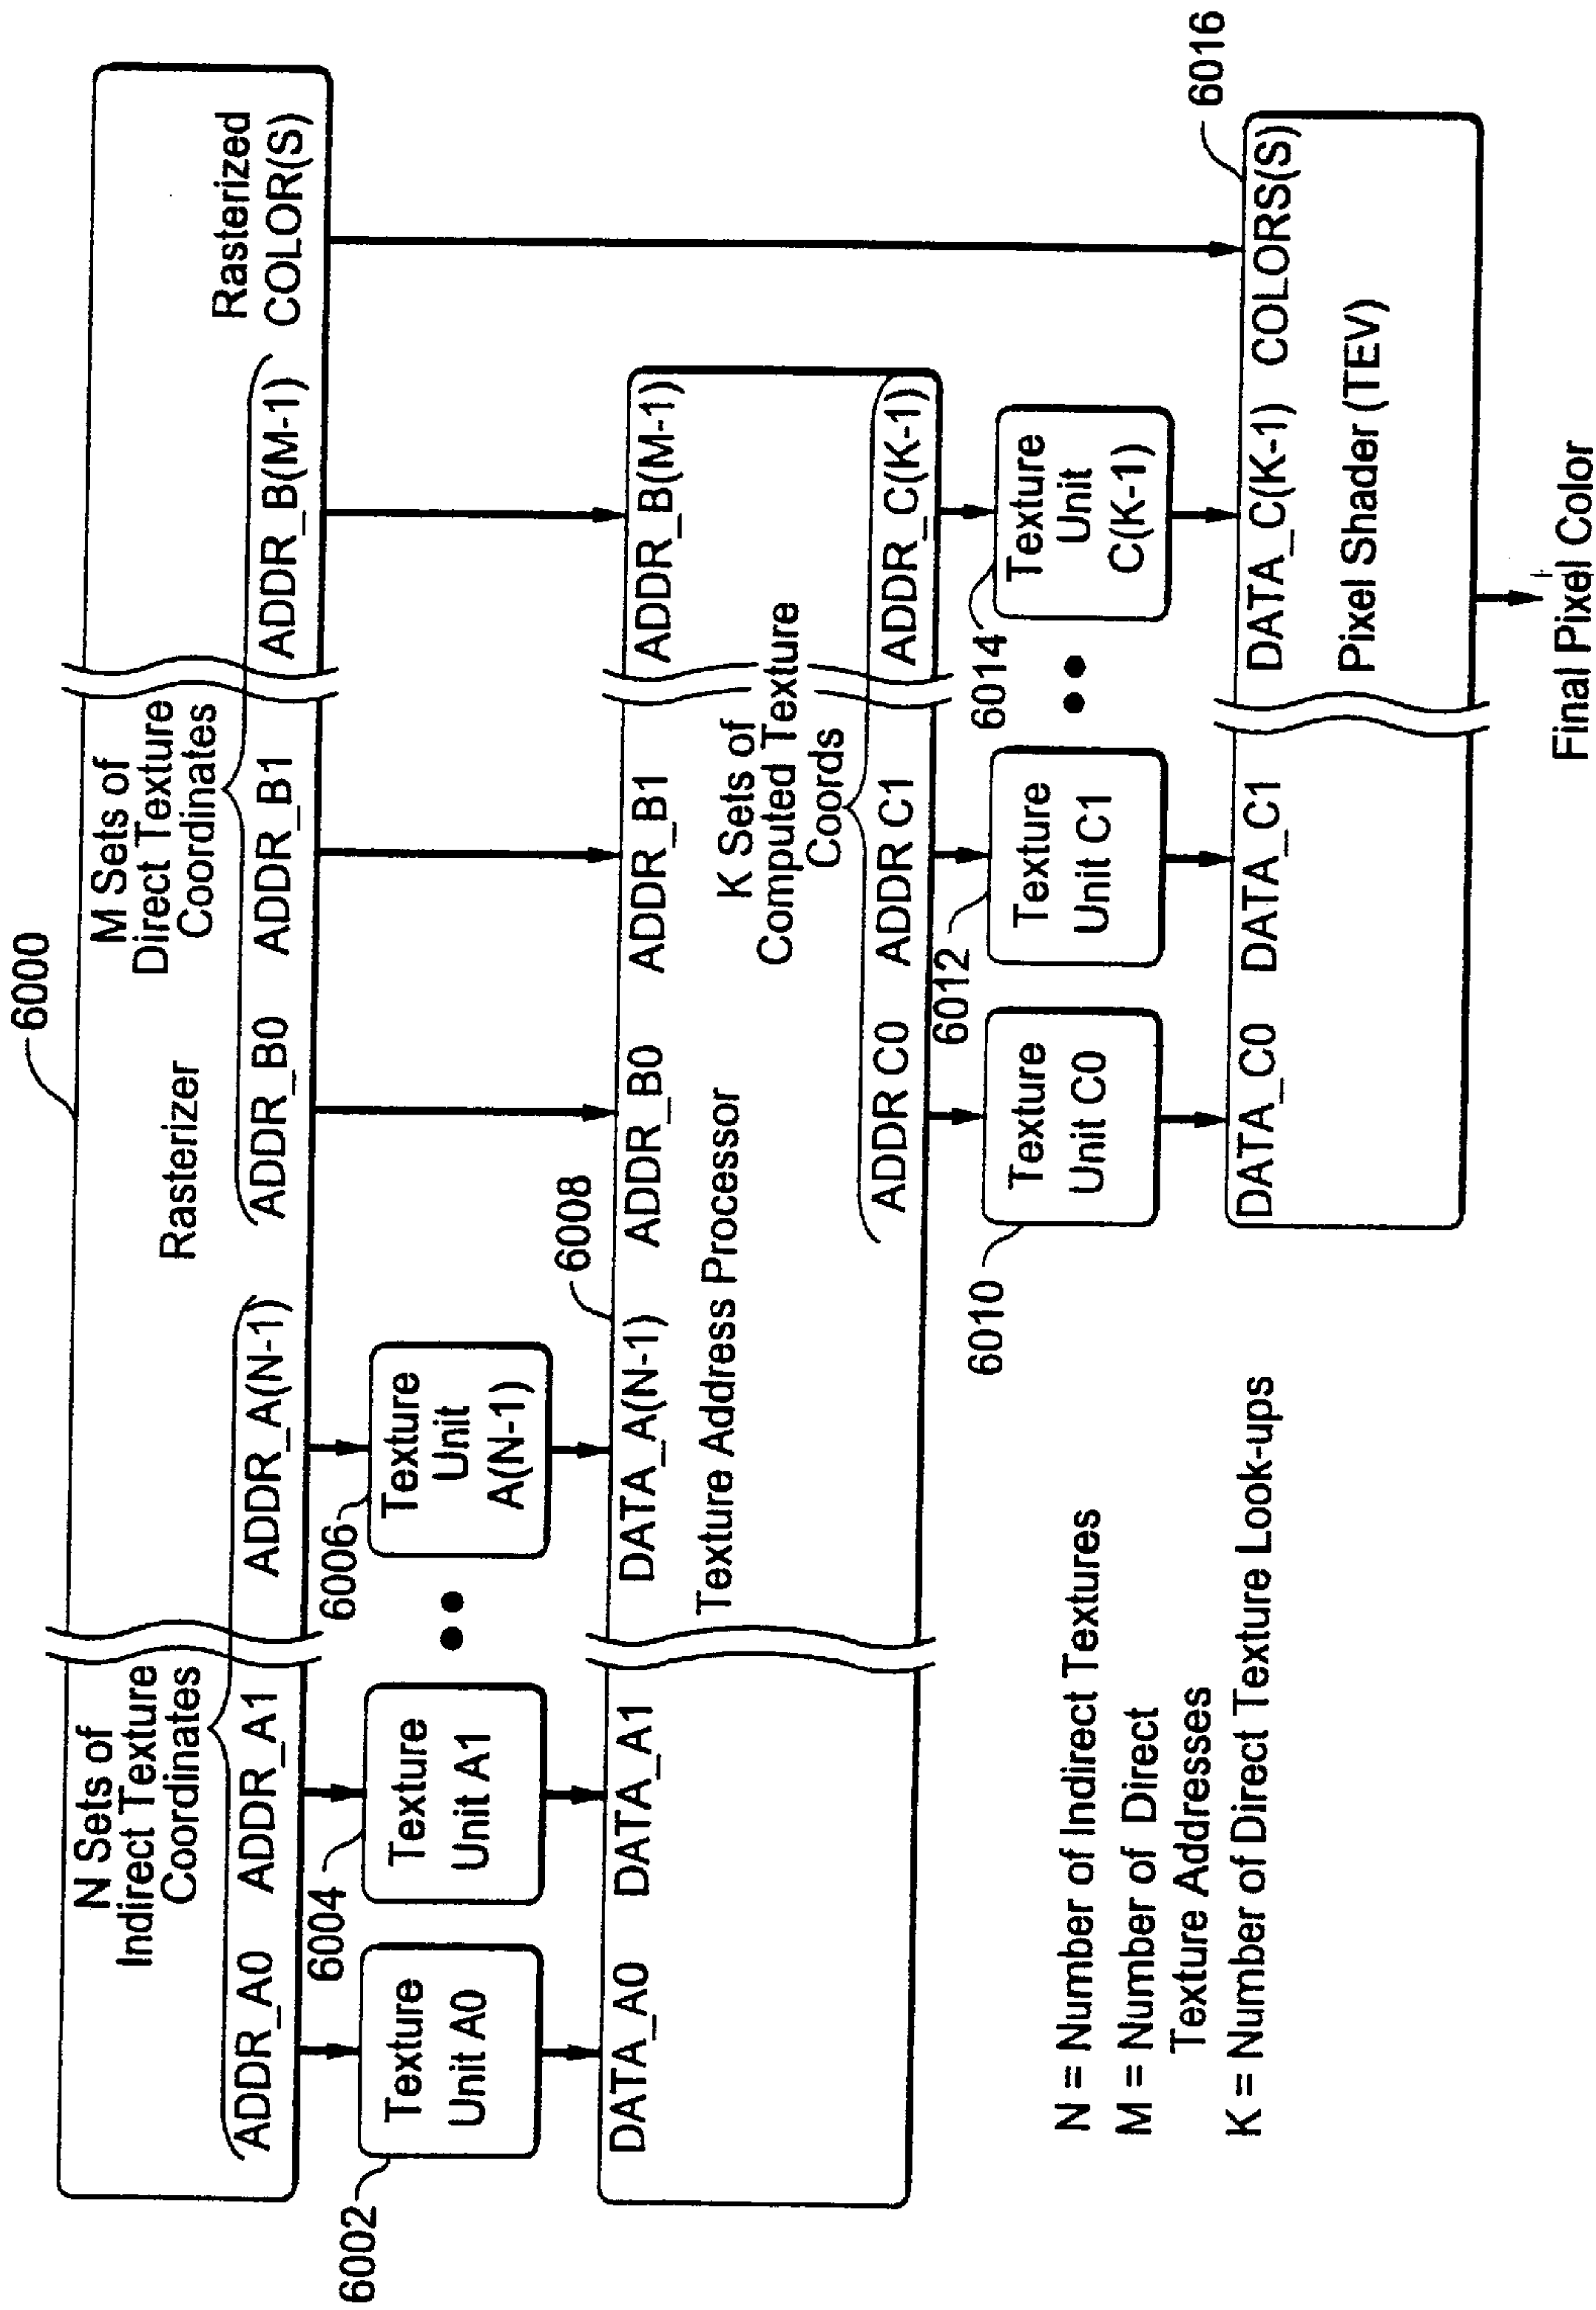 6000
N Sets of
Indirect Texture
Coordinates
Rasterizer
M Sets of
Direct Texture
Coordinates
Rasterized
COLOR(S)
ADDR_A0 ADDR_A1 ADDR_A(N-1) ADDR_B0 ADDR_B1 ADDR_B(M-1)
6002
Texture
Unit A0
6004
Texture
Unit A1
6006
Texture
Unit
A(N-1)
6008
DATA_A0 DATA_A1 DATA_A(N-1) ADDR_B0 ADDR_B1 ADDR_B(M-1)
Texture Address Processor
K Sets of
Computed Texture
Coords
ADDR C0 ADDR C1 ADDR_C(K-1)
6010
Texture
Unit C0
6012
Texture
Unit C1
6014
Texture
Unit
C(K-1)
6016
DATA_C0 DATA_C1 DATA_C(K-1) COLORS(S)
Pixel Shader (TEV)
Final Pixel Color
N = Number of Indirect Textures
M = Number of Direct
Texture Addresses
K = Number of Direct Texture Look-ups